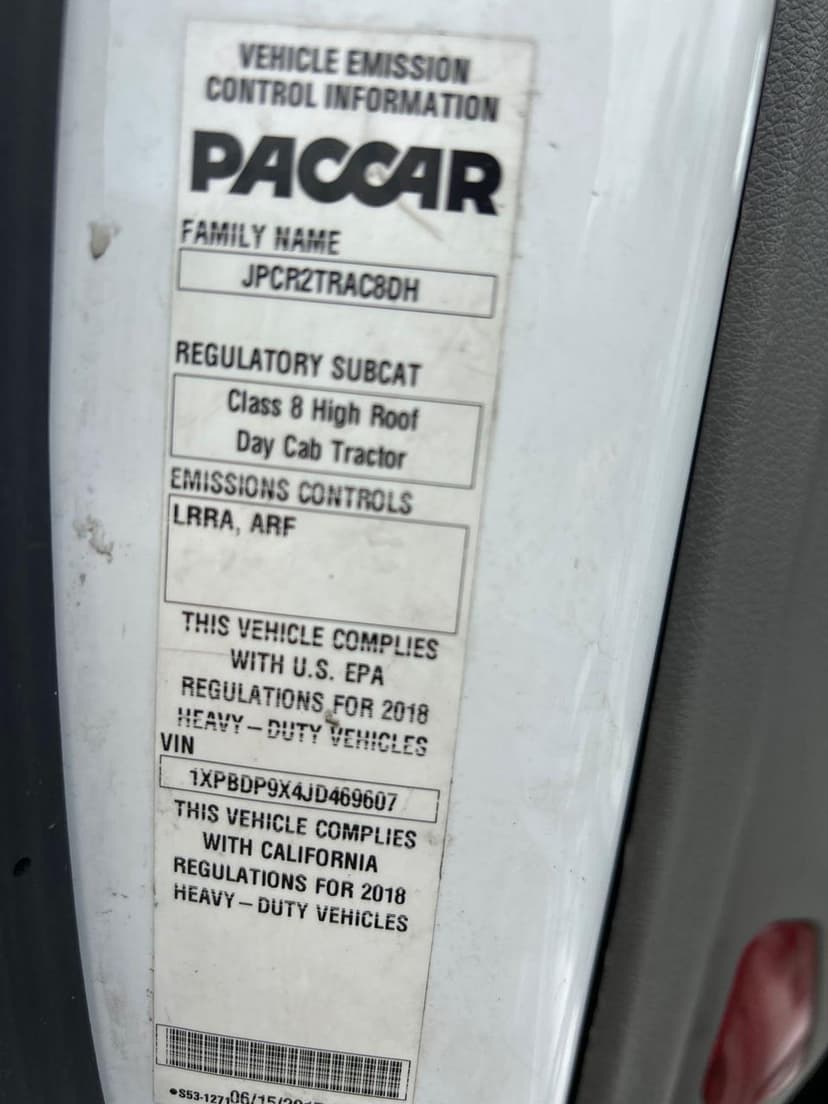 VEHICLE EMISSION
CONTROL INFORMATION
PACCAR
FAMILY NAME
JPCR2TRAC8DH
REGULATORY SUBCAT
Class 8 High Roof
Day Cab Tractor
EMISSIONS CONTROLS
LRRA, ARF
THIS VEHICLE COMPLIES
WITH U.S. EPA
REGULATIONS FOR 2018
HEAVY-DUTY VEHICLES
VIN
1XPBDP9X4JD469607
THIS VEHICLE COMPLIES
WITH CALIFORNIA
REGULATIONS FOR 2018
HEAVY-DUTY VEHICLES
S53-1271